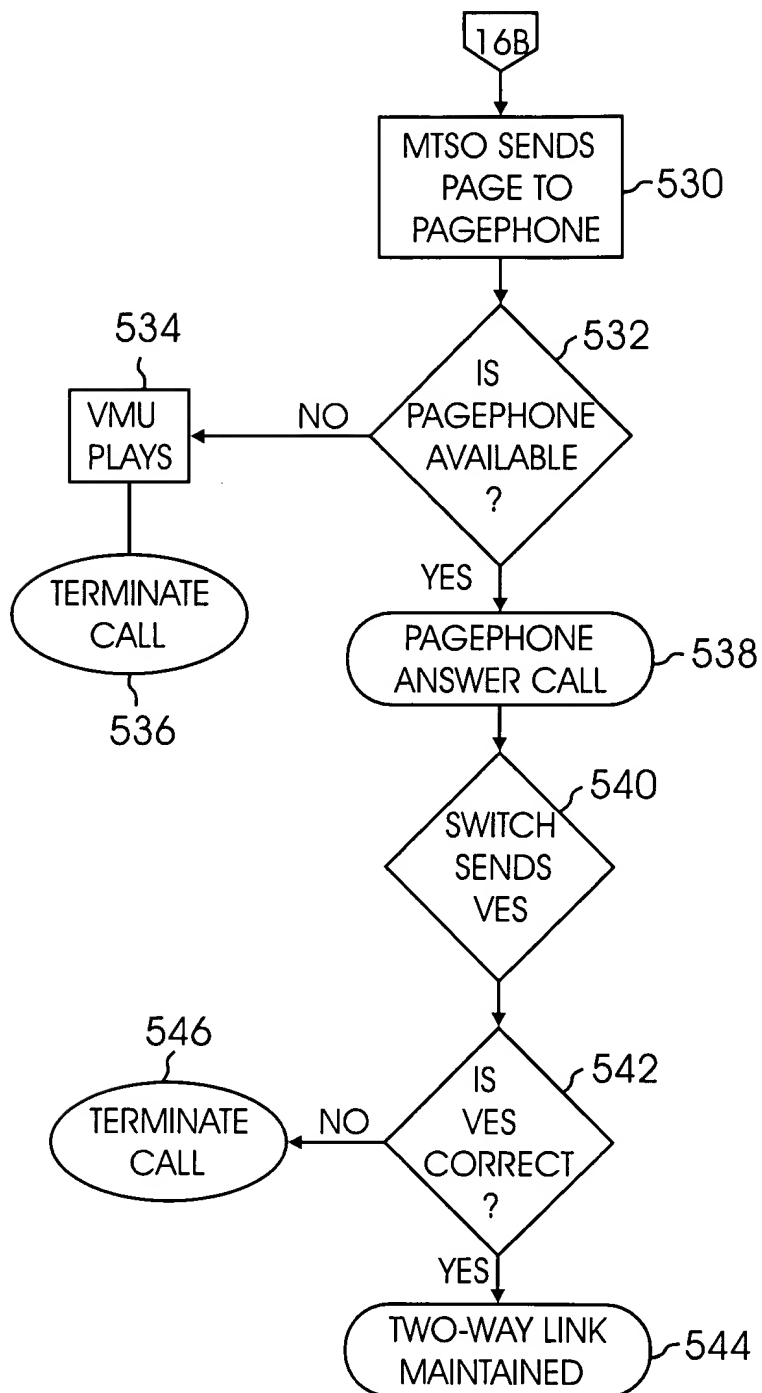 16B
MTSO SENDS
PAGE TO
PAGEPHONE
530
IS
PAGEPHONE
AVAILABLE
?
532
NO
534
VMU
PLAYS
TERMINATE
CALL
536
YES
PAGEPHONE
ANSWER CALL
538
SWITCH
SENDS
VES
540
IS
VES
CORRECT
?
542
NO
546
TERMINATE
CALL
YES
TWO-WAY LINK
MAINTAINED
544